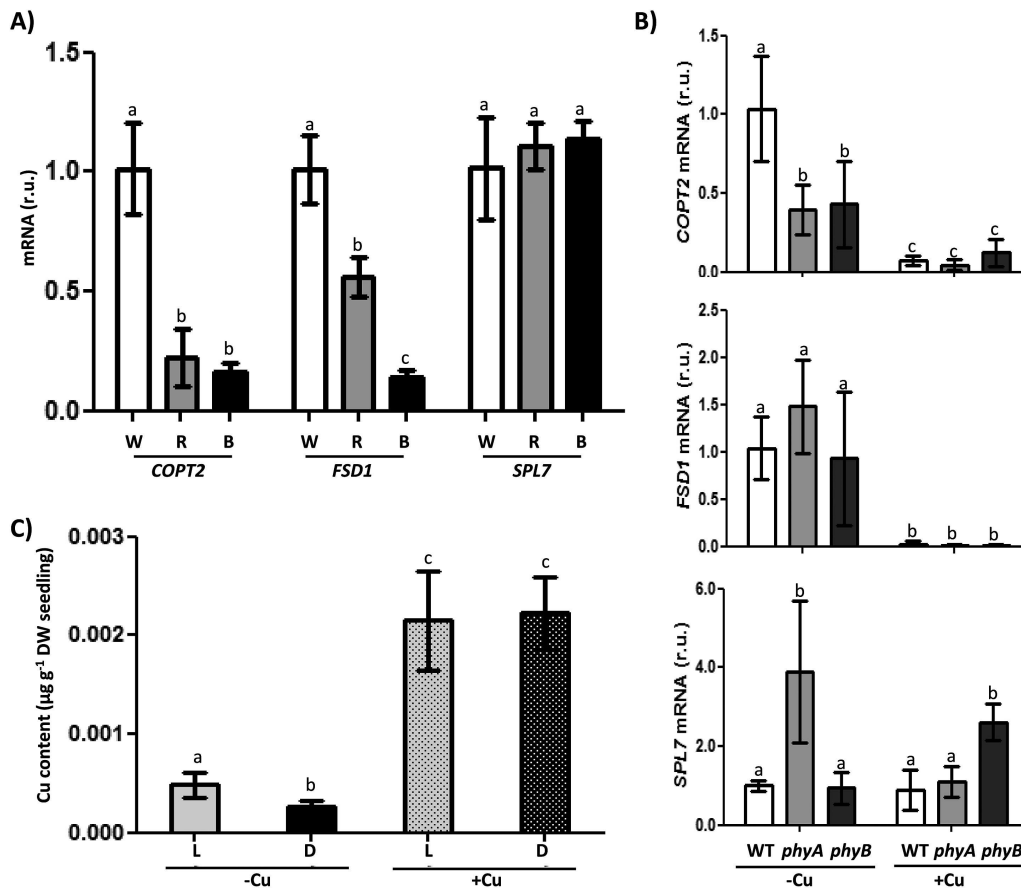 A)
1.5
1.0
0.5
0.0
mRNA (r.u.)
a
b
b
a
b
c
a
a
a
W R B W R B W R B
COPT2 FSD1 SPL7
B)
1.5
1.0
0.5
0.0
COPT2 mRNA (r.u.)
a
b
b
c
c
c
2.5
2.0
1.5
1.0
0.5
0.0
FSD1 mRNA (r.u.)
a
a
a
b
b
b
6.0
4.0
2.0
0.0
SPL7 mRNA (r.u.)
a
b
a
a
a
b
WT phyA phyB WT phyA phyB
-Cu +Cu
C)
0.003
0.002
0.001
0.000
Cu content (µg g-1 DW seedling)
a
b
c
c
L D L D
-Cu +Cu